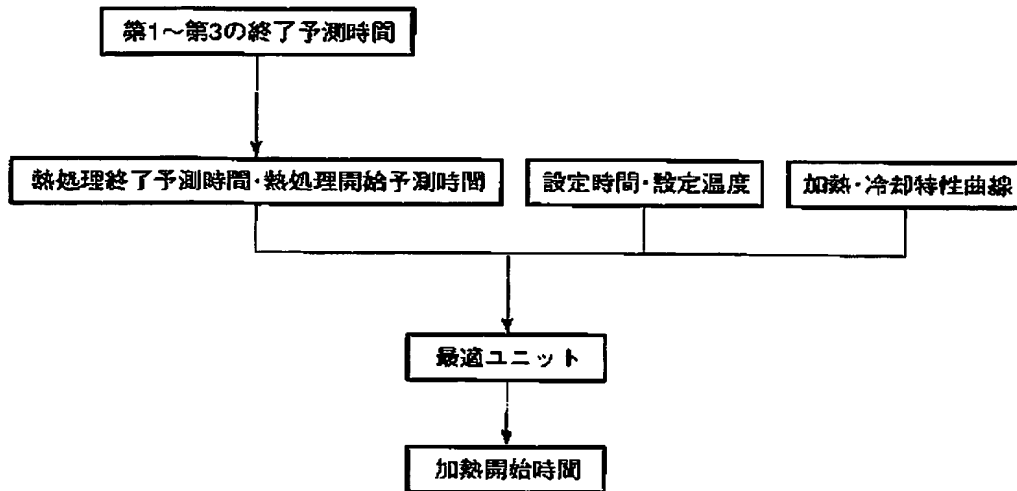 第1～第3の終了予測時間
熱処理終了予測時間・熱処理開始予測時間
設定時間・設定温度
加熱・冷却特性曲線
最適ユニット
加熱開始時間